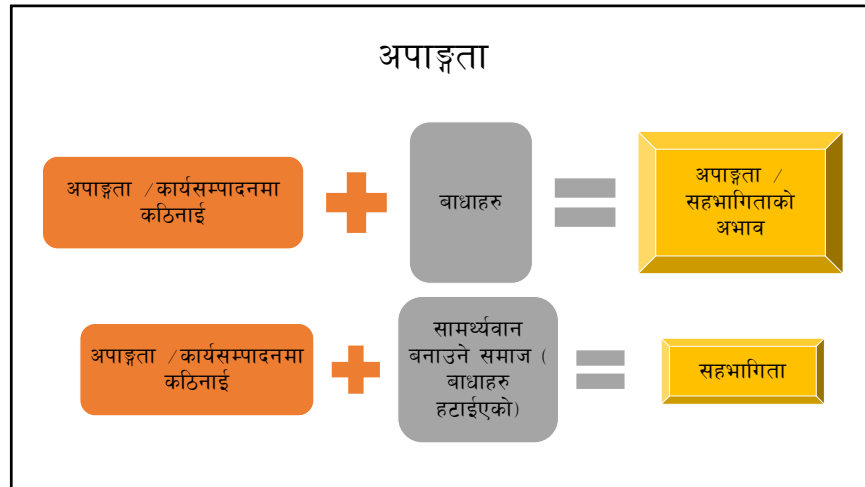 अपाङ्गता
अपाङ्गता /कार्यसम्पादनमा
कठिनाई
बाधाहरु
अपाङ्गता /
सहभागिताको
अभाव
अपाङ्गता /कार्यसम्पादनमा
कठिनाई
सामर्थ्यवान
बनाउने समाज (
बाधाहरु
हटाईएको)
सहभागिता